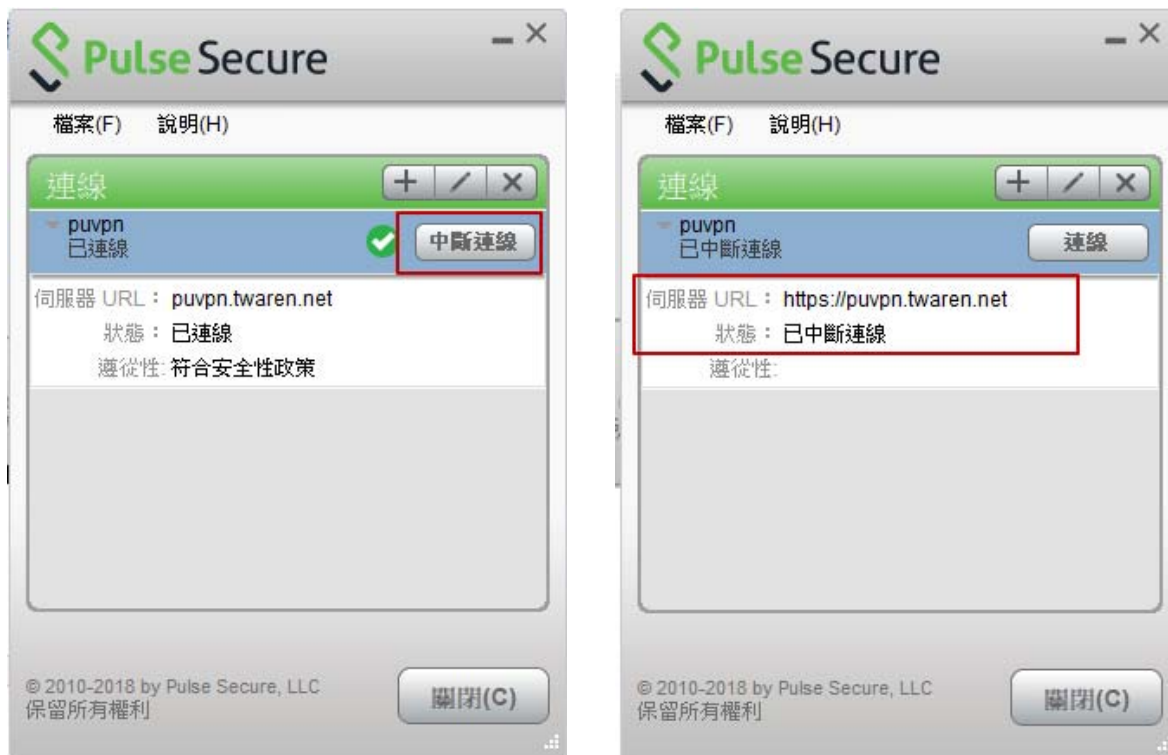 Pulse Secure
檔案(F) 說明(H)
連線
puvpn
已連線
中斷連線
伺服器 URL： puvpn.twaren.net
狀態： 已連線
遵從性: 符合安全性政策
© 2010-2018 by Pulse Secure, LLC
保留所有權利
關閉(C)
Pulse Secure
檔案(F) 說明(H)
連線
puvpn
已中斷連線
連線
伺服器 URL： https://puvpn.twaren.net
狀態： 已中斷連線
遵從性:
© 2010-2018 by Pulse Secure, LLC
保留所有權利
關閉(C)